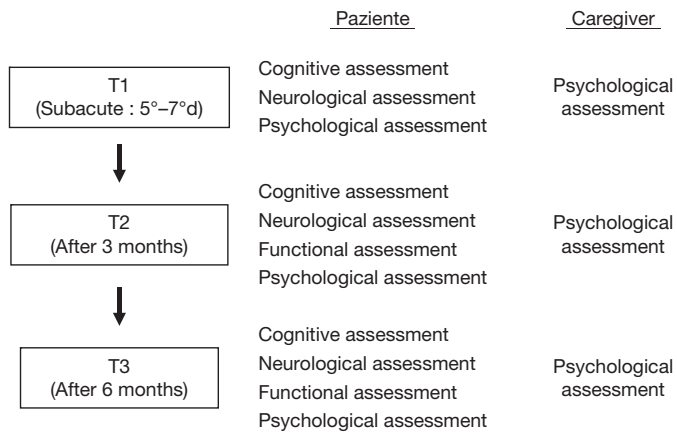 Paziente
Caregiver
T1
(Subacute : 5°–7°d)
Cognitive assessment
Neurological assessment
Psychological assessment
Psychological
assessment
T2
(After 3 months)
Cognitive assessment
Neurological assessment
Functional assessment
Psychological assessment
Psychological
assessment
T3
(After 6 months)
Cognitive assessment
Neurological assessment
Functional assessment
Psychological assessment
Psychological
assessment